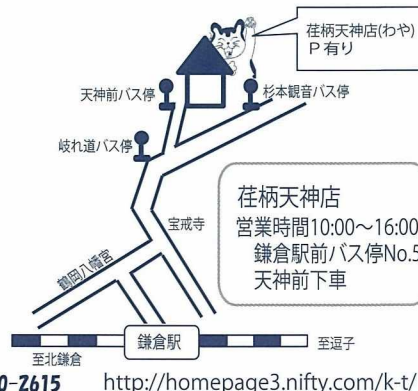 荏柄天神店(わや)
P有り
天神前バス停
杉本観音バス停
岐れ道バス停
荏柄天神店
営業時間10:00～16:00
鎌倉駅前バス停No.5
天神前下車
宝戒寺
鶴岡八幡宮
鎌倉駅
至北鎌倉
至逗子
0-2615
http://homepage3.nifty.com/k-t/